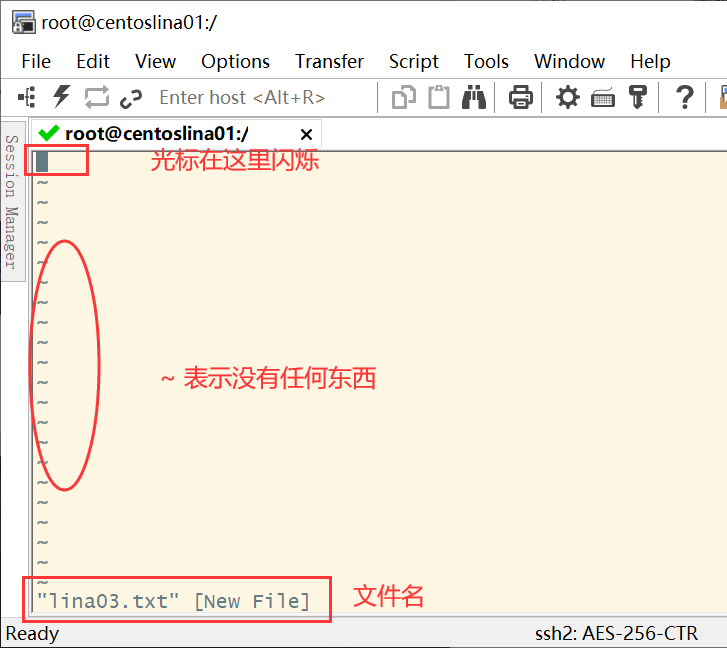 root@centoslina01:/
File Edit View Options Transfer Script Tools Window Help
Enter host <Alt+R>
root@centoslina01:/
Session Manager
光标在这里闪烁
~
~
~
~
~
~
~
~
~
~
~ 表示没有任何东西
~
~
~
~
~
~
~
~
~
~
~
"lina03.txt" [New File] 文件名
Ready ssh2: AES-256-CTR